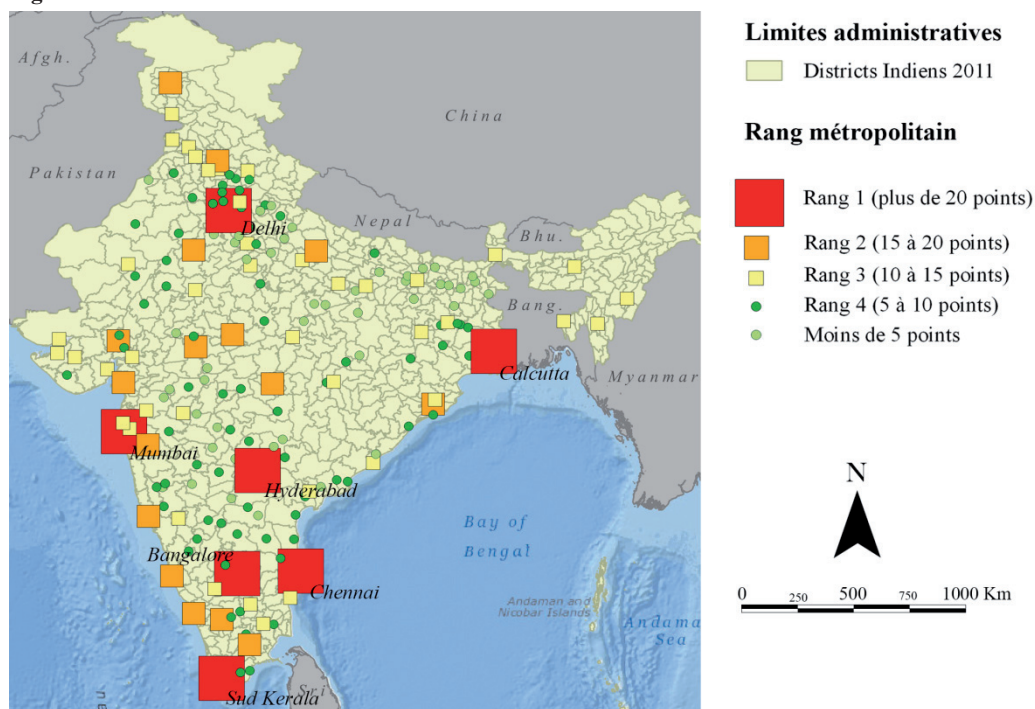 Afgh.
China
Pakistan
Nepal
Bhu.
Delhi
Bang.
Calcutta
Myanmar
Mumbai
Hyderabad
Bay of
Bengal
Bangalore
Chennai
Andaman and
Nicobar Islands
Andama
Sea
Sud Kerala
Sri
Limites administratives
Districts Indiens 2011
Rang métropolitain
Rang 1 (plus de 20 points)
Rang 2 (15 à 20 points)
Rang 3 (10 à 15 points)
Rang 4 (5 à 10 points)
Moins de 5 points
N
0 250 500 750 1000 Km